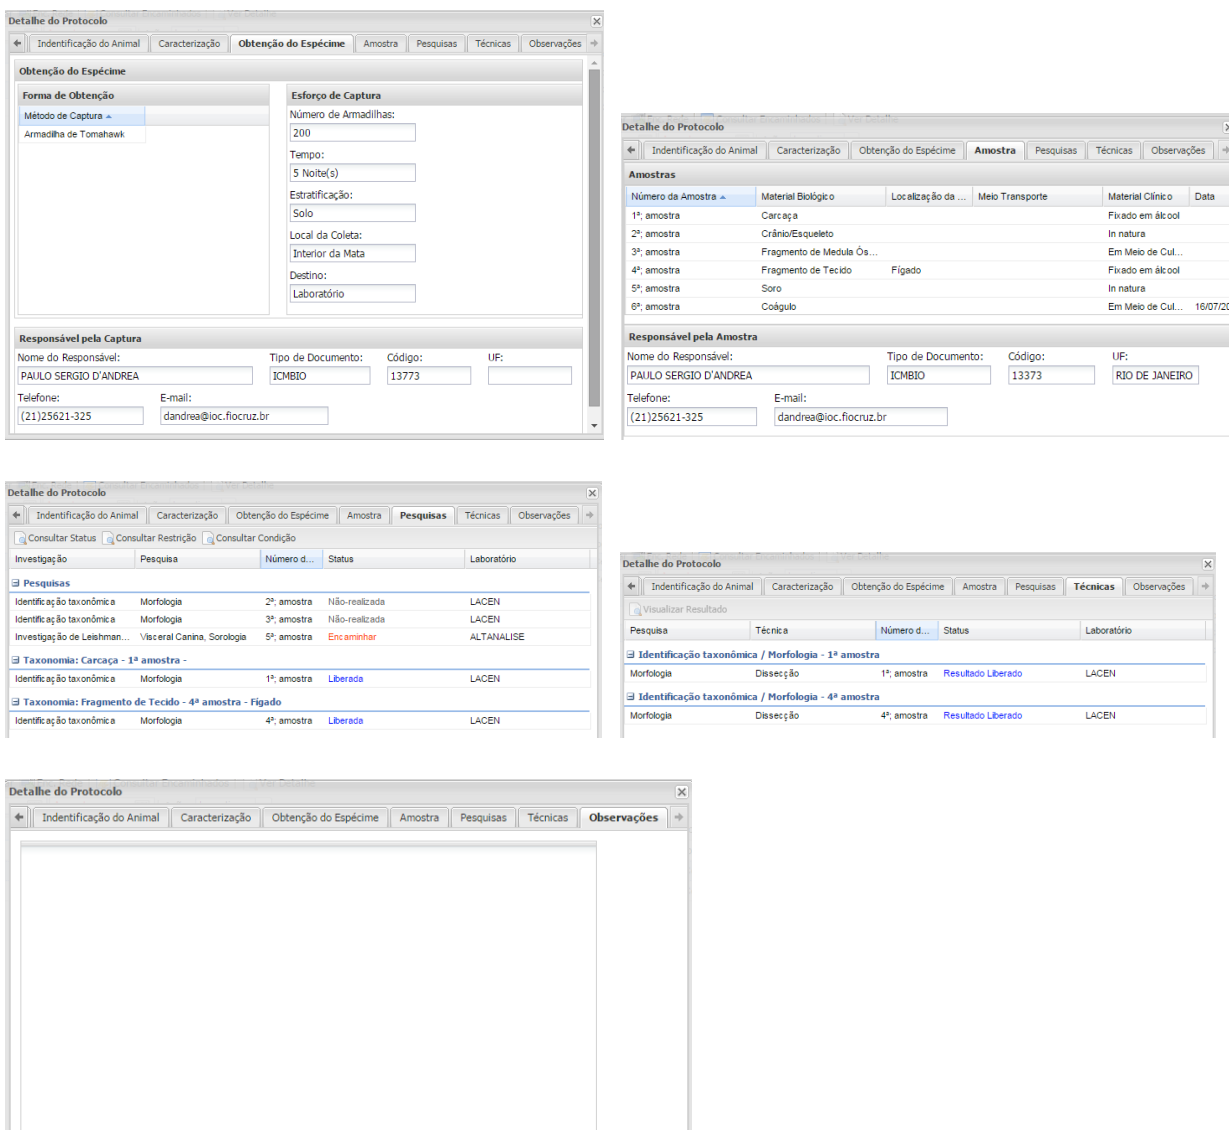 Detalhe do Protocolo
Indentificação do Animal Caracterização Obtenção do Espécime Amostra Pesquisas Técnicas Observações
Obtenção do Espécime
Forma de Obtenção
Método de Captura
Armadilha de Tomahawk
Esforço de Captura
Número de Armadilhas:
200
Tempo:
5 Noite(s)
Estratificação:
Solo
Local da Coleta:
Interior da Mata
Destino:
Laboratório
Responsável pela Captura
Nome do Responsável: Tipo de Documento: Código: UF:
PAULO SERGIO D'ANDREA ICMBIO 13773
Telefone: E-mail:
(21)25621-325 dandrea@ioc.fiocruz.br
Detalhe do Protocolo
Indentificação do Animal Caracterização Obtenção do Espécime Amostra Pesquisas Técnicas Observações
Amostras
Número da Amostra Material Biológico Localização da ... Meio Transporte Material Clínico Data
1ª; amostra Carcaça Fixado em álcool
2ª; amostra Crânio/Esqueleto In natura
3ª; amostra Fragmento de Medula Ós... Em Meio de Cul...
4ª; amostra Fragmento de Tecido Fígado Fixado em álcool
5ª; amostra Soro In natura
6ª; amostra Coágulo Em Meio de Cul... 16/07/20
Responsável pela Amostra
Nome do Responsável: Tipo de Documento: Código: UF:
PAULO SERGIO D'ANDREA ICMBIO 13373 RIO DE JANEIRO
Telefone: E-mail:
(21)25621-325 dandrea@ioc.fiocruz.br
Detalhe do Protocolo
Indentificação do Animal Caracterização Obtenção do Espécime Amostra Pesquisas Técnicas Observações
Consultar Status Consultar Restrição Consultar Condição
Investigação Pesquisa Número d... Status Laboratório
Pesquisas
Identificação taxonômica Morfologia 2ª; amostra Não-realizada LACEN
Identificação taxonômica Morfologia 3ª; amostra Não-realizada LACEN
Investigação de Leishman... Visceral Canina, Sorologia 5ª; amostra Encaminhar ALTANALISE
Taxonomia: Carcaça - 1ª amostra -
Identificação taxonômica Morfologia 1ª; amostra Liberada LACEN
Taxonomia: Fragmento de Tecido - 4ª amostra - Fígado
Identificação taxonômica Morfologia 4ª; amostra Liberada LACEN
Detalhe do Protocolo
Indentificação do Animal Caracterização Obtenção do Espécime Amostra Pesquisas Técnicas Observações
Visualizar Resultado
Pesquisa Técnica Número d... Status Laboratório
Identificação taxonômica / Morfologia - 1ª amostra
Morfologia Dissecção 1ª; amostra Resultado Liberado LACEN
Identificação taxonômica / Morfologia - 4ª amostra
Morfologia Dissecção 4ª; amostra Resultado Liberado LACEN
Detalhe do Protocolo
Indentificação do Animal Caracterização Obtenção do Espécime Amostra Pesquisas Técnicas Observações